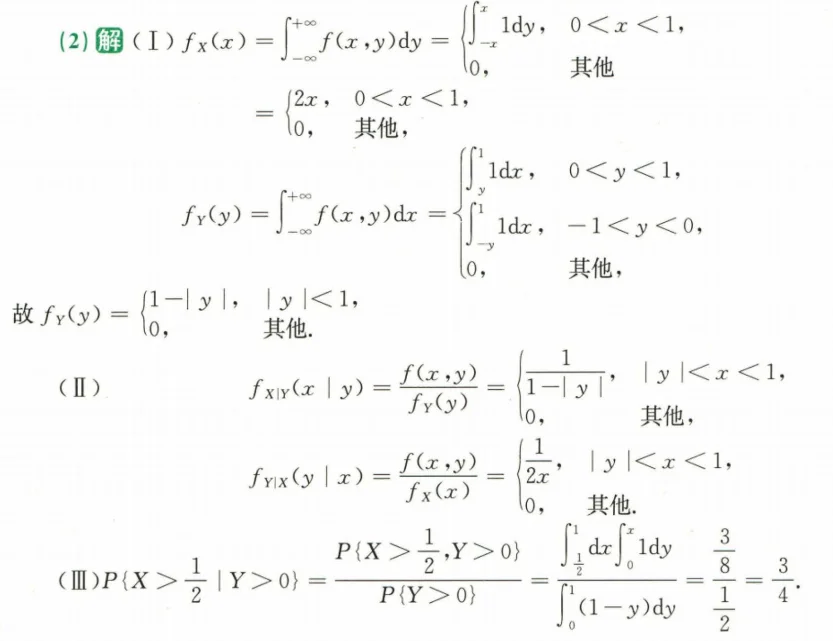 (2) 解 (Ⅰ) $f_X(x)=\int_{-\infty}^{+\infty} f(x,y)\mathrm{d}y=\begin{cases}\int_{-x}^{x}1\mathrm{d}y, & 0<x<1,\\ 0, & 其他\end{cases}$
$=\begin{cases}2x, & 0<x<1,\\ 0, & 其他,\end{cases}$
$f_Y(y)=\int_{-\infty}^{+\infty} f(x,y)\mathrm{d}x=\begin{cases}\int_{y}^{1}1\mathrm{d}x, & 0<y<1,\\ \int_{-y}^{1}1\mathrm{d}x, & -1<y<0,\\ 0, & 其他,\end{cases}$
故 $f_Y(y)=\begin{cases}1-|y|, & |y|<1,\\ 0, & 其他.\end{cases}$
(Ⅱ) $f_{X|Y}(x|y)=\frac{f(x,y)}{f_Y(y)}=\begin{cases}\frac{1}{1-|y|}, & |y|<x<1,\\ 0, & 其他,\end{cases}$
$f_{Y|X}(y|x)=\frac{f(x,y)}{f_X(x)}=\begin{cases}\frac{1}{2x}, & |y|<x<1,\\ 0, & 其他.\end{cases}$
(Ⅲ) $P\{X>\frac{1}{2}|Y>0\}=\frac{P\{X>\frac{1}{2},Y>0\}}{P\{Y>0\}}=\frac{\int_{\frac{1}{2}}^{1}\mathrm{d}x\int_{0}^{x}1\mathrm{d}y}{\int_{0}^{1}(1-y)\mathrm{d}y}=\frac{\frac{3}{8}}{\frac{1}{2}}=\frac{3}{4}.$